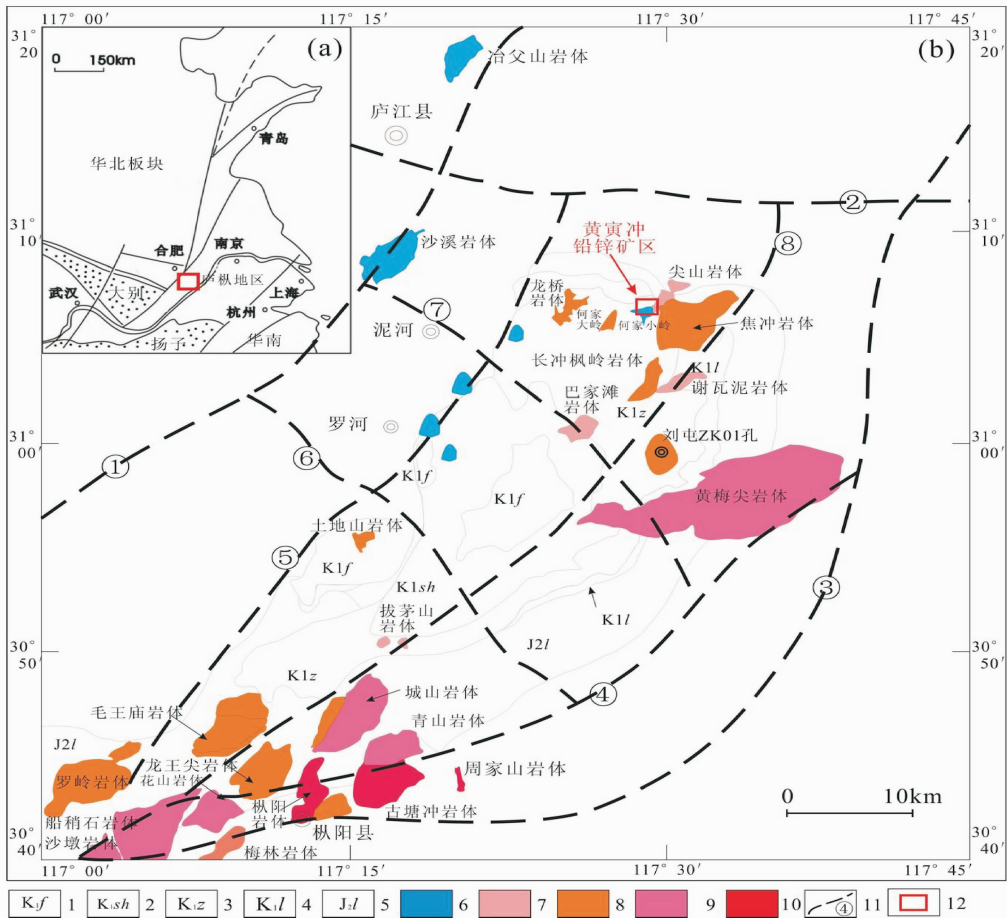 117° 00′
117° 15′
117° 30′
117° 45′
31°
20′
31°
20′
(a)
0 150km
青岛
华北板块
合肥
南京
庐枞地区
武汉
大别
上海
杭州
扬子
华南
(b)
冶父山岩体
庐江县
②
31°
10′
31°
10′
沙溪岩体
黄寅冲
铅锌矿区
⑧
尖山岩体
龙桥
岩体
何家
大岭
何家小岭
焦冲岩体
⑦
泥河
长冲枫岭岩体
K1l
谢瓦泥岩体
巴家滩
岩体
K1z
罗河
刘屯ZK01孔
31°
00′
31°
00′
①
⑥
K1f
K1f
黄梅尖岩体
土地山岩体
⑤
K1f
③
K1sh
拔茅山
岩体
K1l
J2l
30°
50′
30°
50′
K1z
④
城山岩体
毛王庙岩体
青山岩体
J2l
龙王尖岩体
罗岭岩体
花山岩体
周家山岩体
枞阳
岩体
古塘冲岩体
船稍石岩体
枞阳县
沙墩岩体
梅林岩体
0 10km
30°
40′
30°
40′
117° 00′
117° 15′
117° 30′
117° 45′
K1f 1 K1sh 2 K1z 3 K1l 4 J2l 5 6 7 8 9 10 ④ 11 12